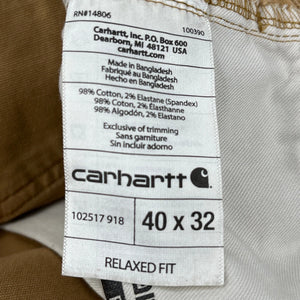 RN#14806
100390
Carhartt, Inc. P.O. Box 600
Dearborn, MI 48121 USA
carhartt.com
Made in Bangladesh
Fabriqué au Bangladesh
Hecho en Bangladesh
98% Cotton, 2% Elastane (Spandex)
98% Coton, 2% Élasthanne
98% Algodón, 2% Elastano
Exclusive of trimming
Sans garniture
Sin incluir adorno
carhartt
102517 918
40 x 32
RELAXED FIT